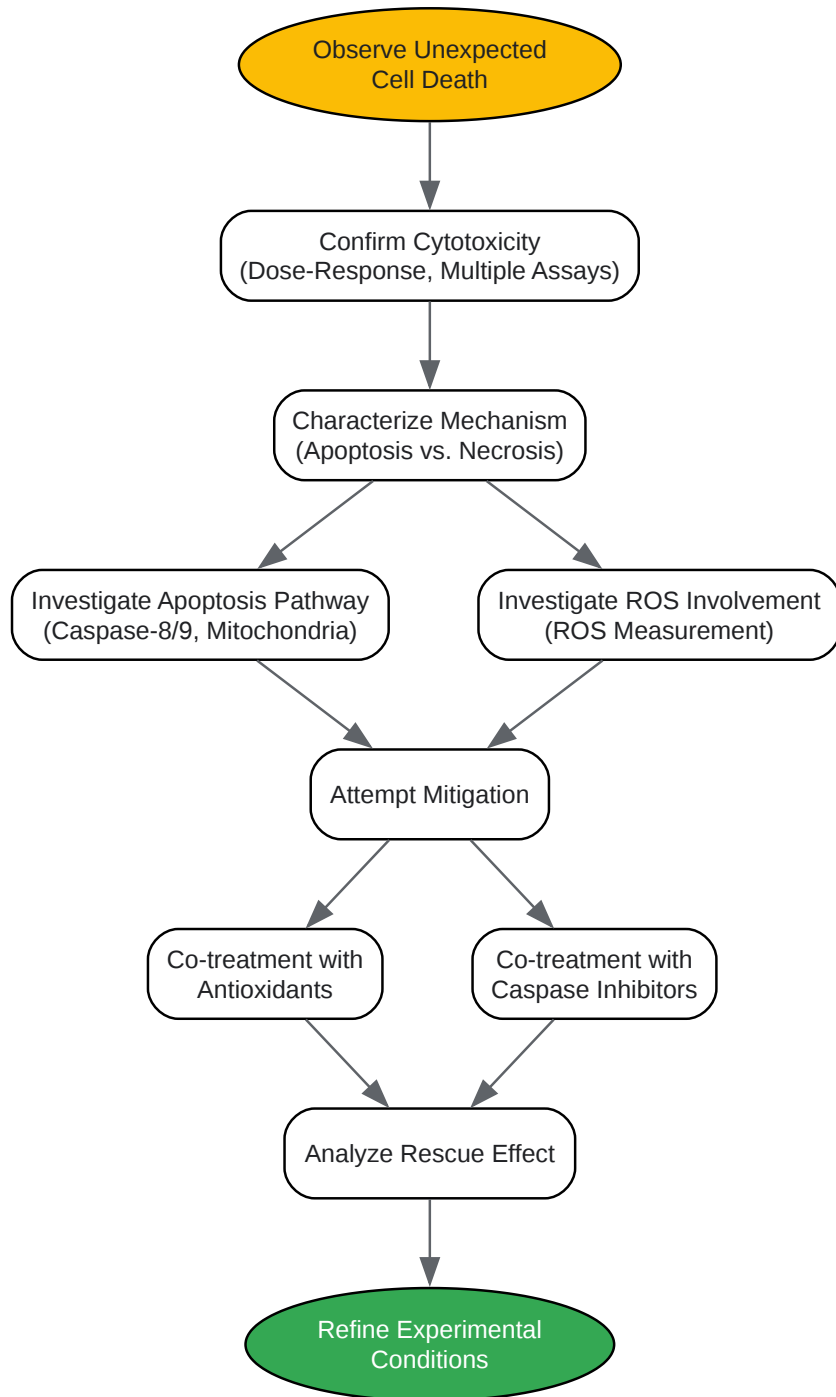 Observe Unexpected
Cell Death
Confirm Cytotoxicity
(Dose-Response, Multiple Assays)
Characterize Mechanism
(Apoptosis vs. Necrosis)
Investigate Apoptosis Pathway
(Caspase-8/9, Mitochondria)
Investigate ROS Involvement
(ROS Measurement)
Attempt Mitigation
Co-treatment with
Antioxidants
Co-treatment with
Caspase Inhibitors
Analyze Rescue Effect
Refine Experimental
Conditions